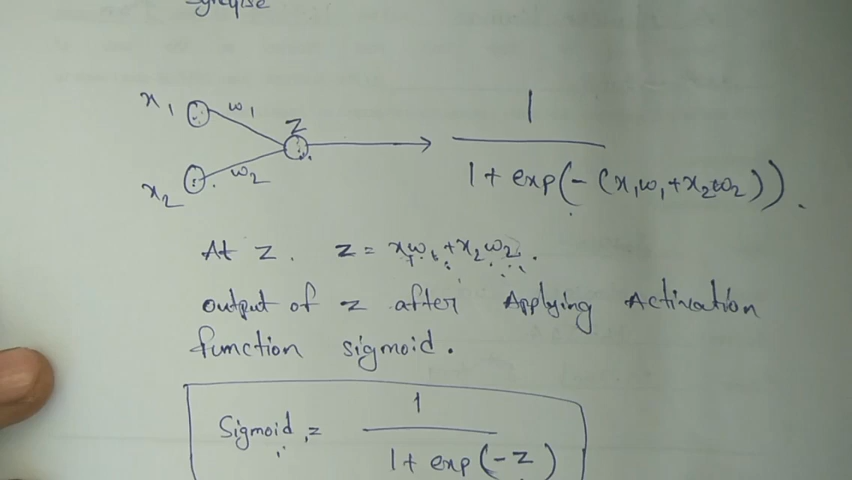 x1 w1
Z
x2 w2
1
1 + exp(-(x1w1+x2w2)).
At Z. Z = x1w1+x2w2.
output of z after Applying Activation
function sigmoid.
Sigmoid, =
1
1+ exp(-z)